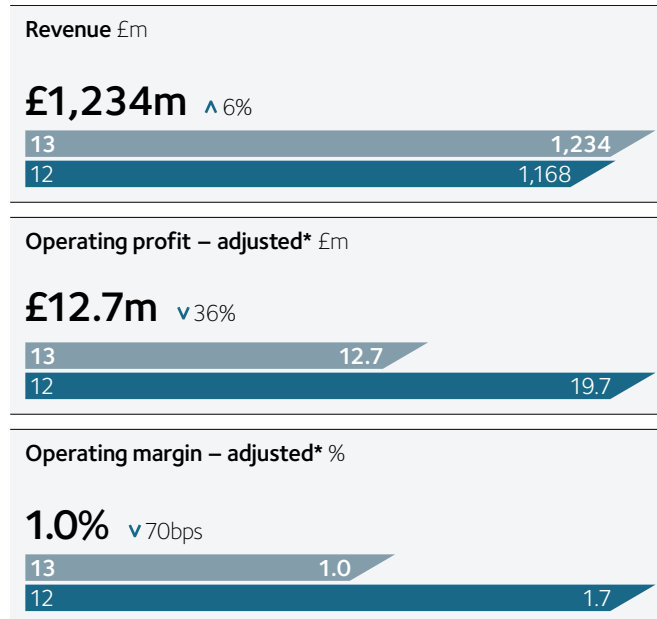 Revenue £m
£1,234m ∧ 6%
13 1,234
12 1,168
Operating profit – adjusted* £m
£12.7m ∨ 36%
13 12.7
12 19.7
Operating margin – adjusted* %
1.0% ∨ 70bps
13 1.0
12 1.7